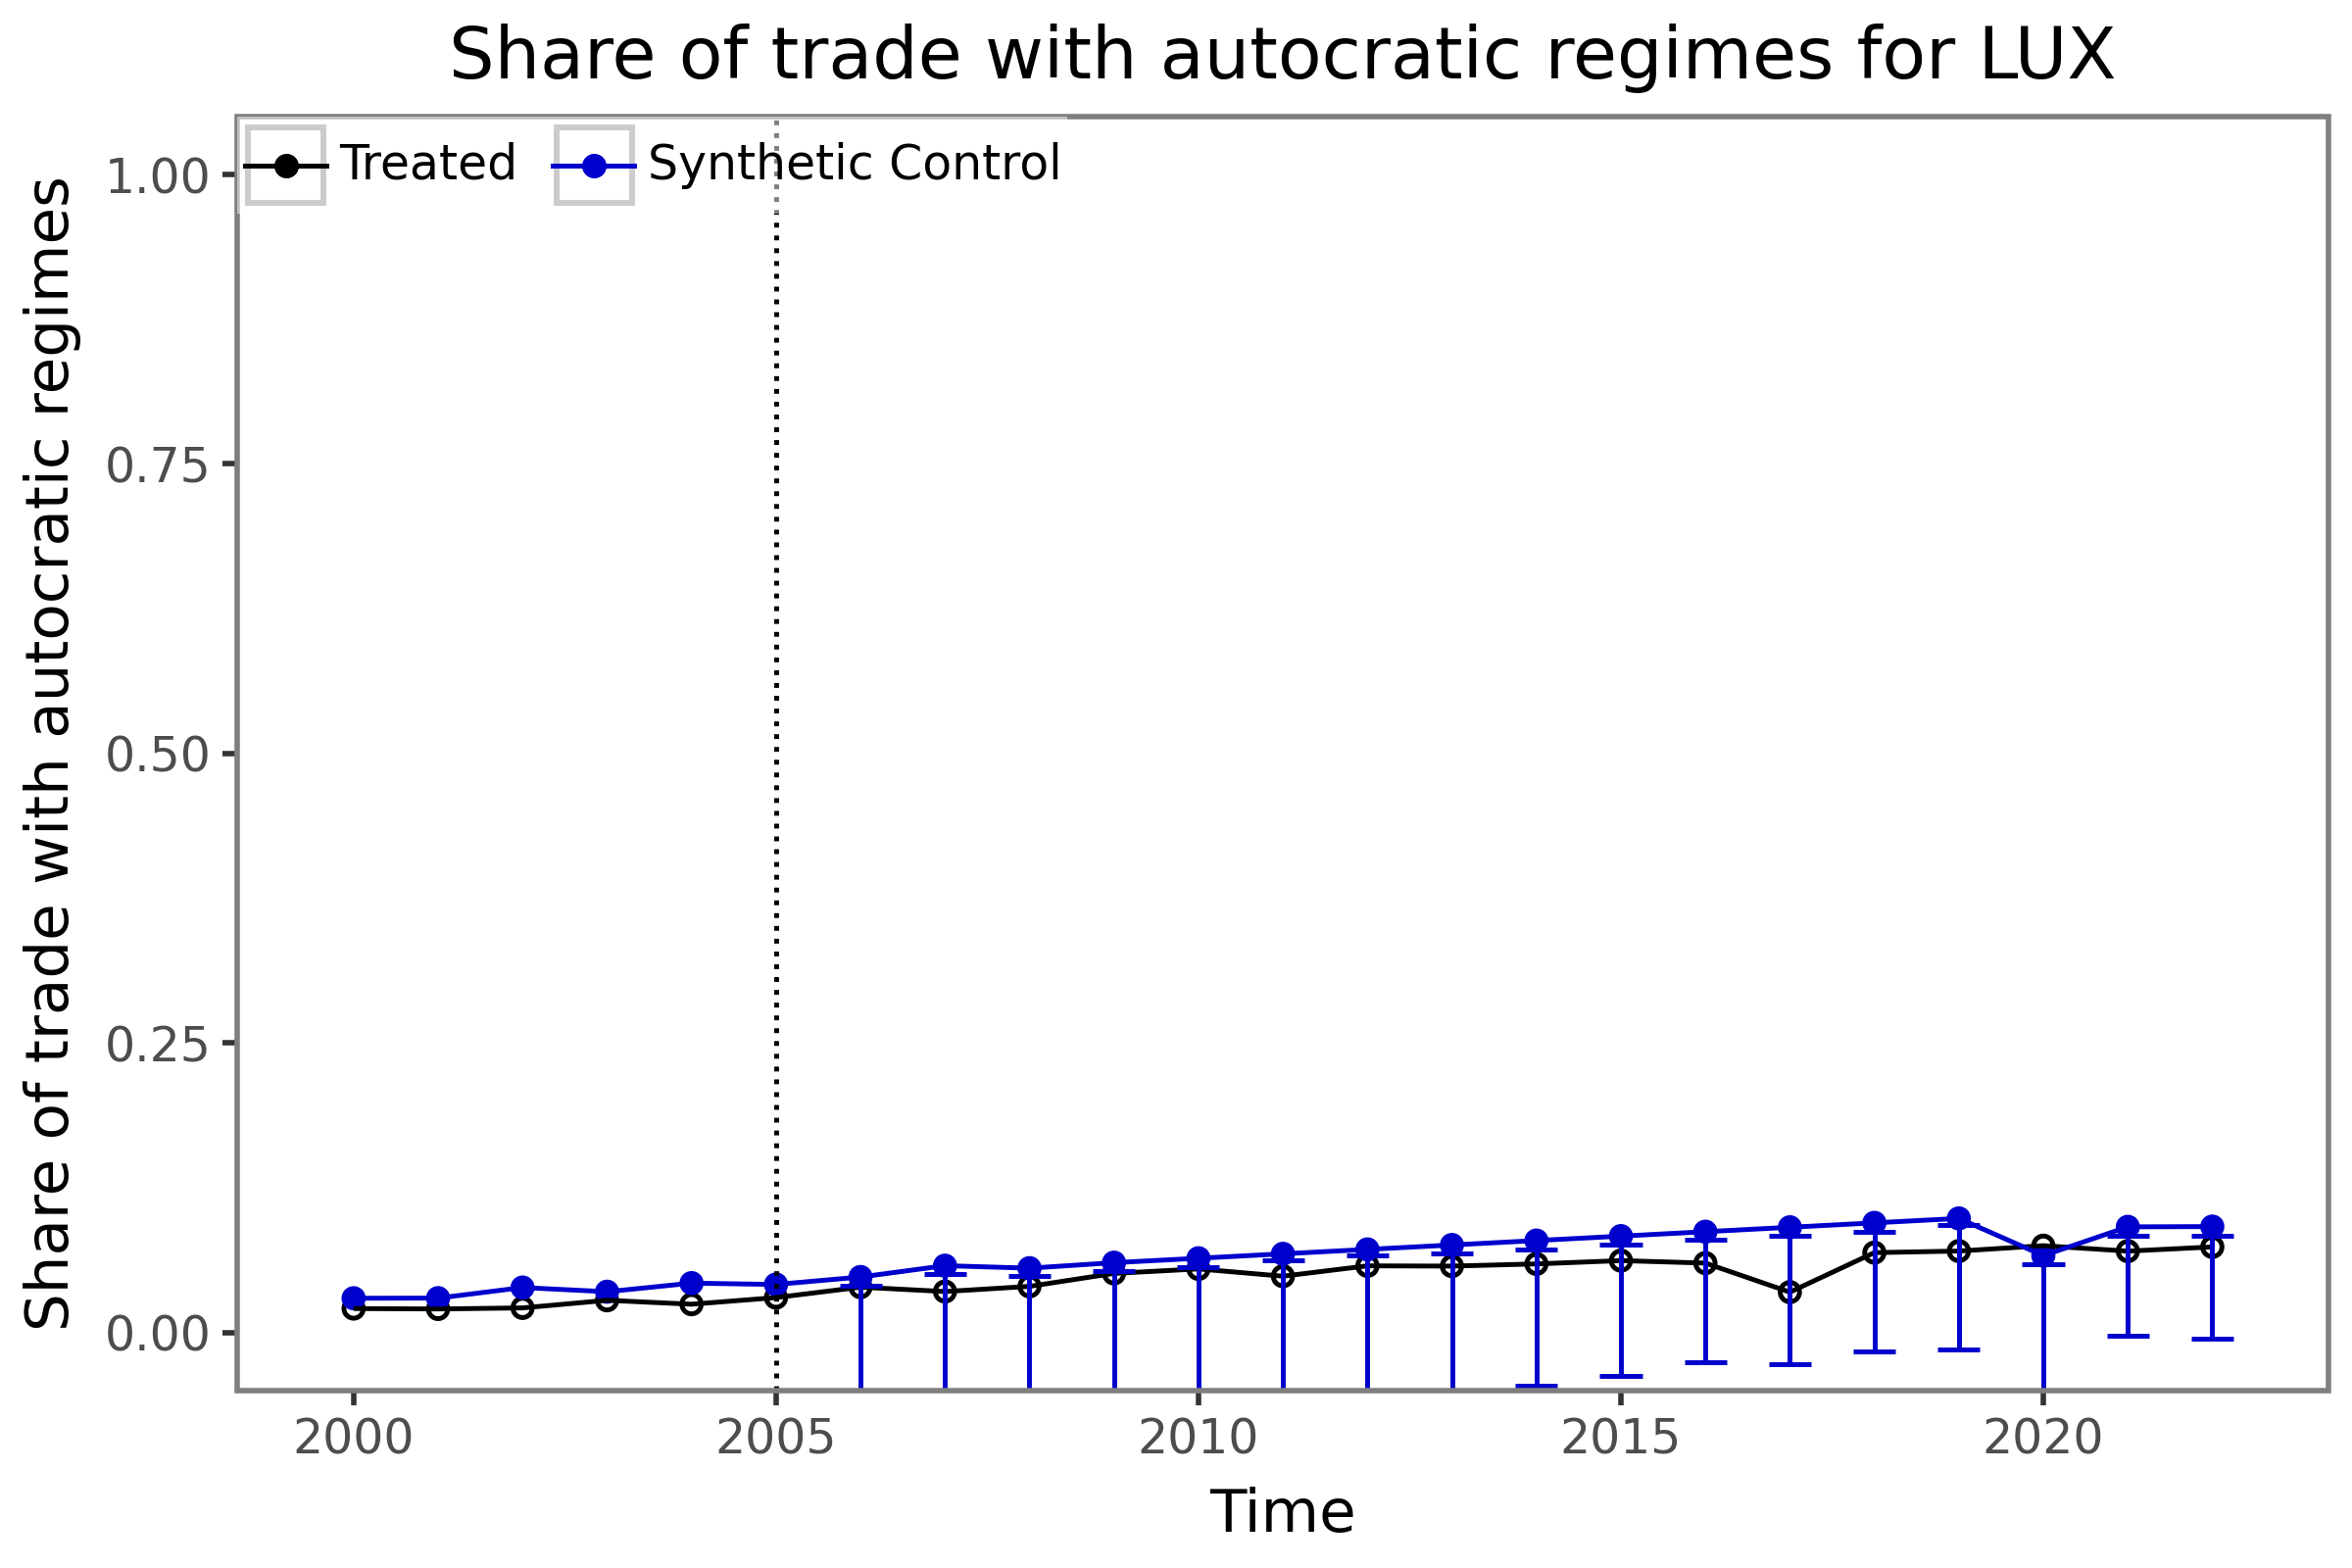 Share of trade with autocratic regimes for LUX
Treated
Synthetic Control
Share of trade with autocratic regimes
1.00
0.75
0.50
0.25
0.00
2000
2005
2010
2015
2020
Time